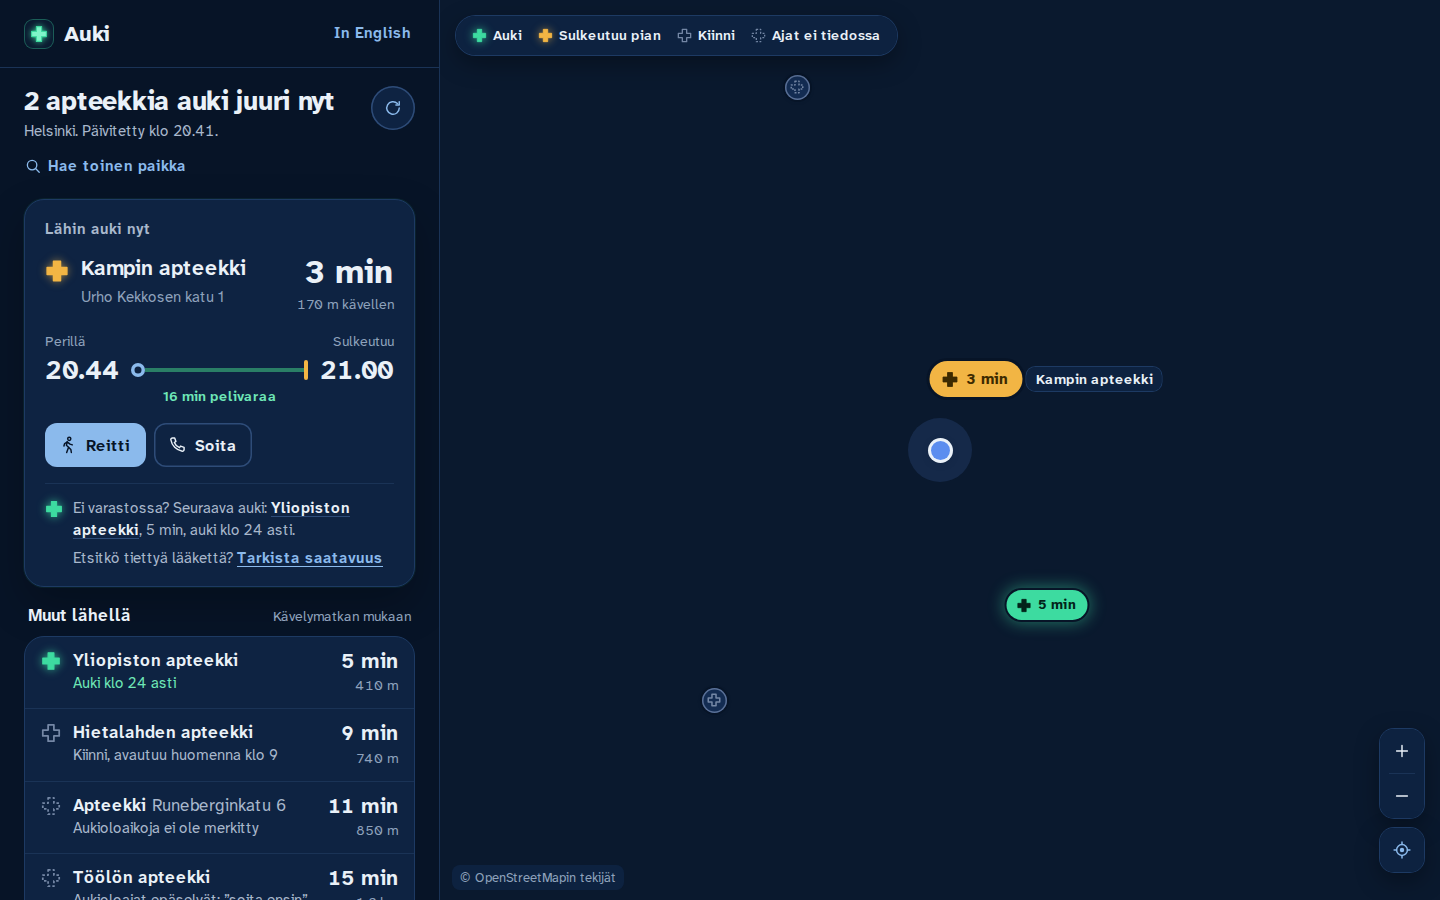 Auki
In English
2 apteekkia auki juuri nyt
Helsinki. Päivitetty klo 20.41.
Hae toinen paikka
Lähin auki nyt
Kampin apteekki
3 min
Urho Kekkosen katu 1
170 m kävellen
Perillä
Sulkeutuu
20.44
21.00
16 min pelivaraa
Reitti
Soita
Ei varastossa? Seuraava auki: Yliopiston
apteekki, 5 min, auki klo 24 asti.
Etsitkö tiettyä lääkettä? Tarkista saatavuus
Muut lähellä
Kävelymatkan mukaan
Yliopiston apteekki
5 min
Auki klo 24 asti
410 m
Hietalahden apteekki
9 min
Kiinni, avautuu huomenna klo 9
740 m
Apteekki Runeberginkatu 6
11 min
Aukioloaikoja ei ole merkitty
850 m
Töölön apteekki
15 min
Aukioloajat epäselvät: "soita ensin"
Auki
Sulkeutuu pian
Kiinni
Ajat ei tiedossa
3 min
Kampin apteekki
5 min
© OpenStreetMapin tekijät